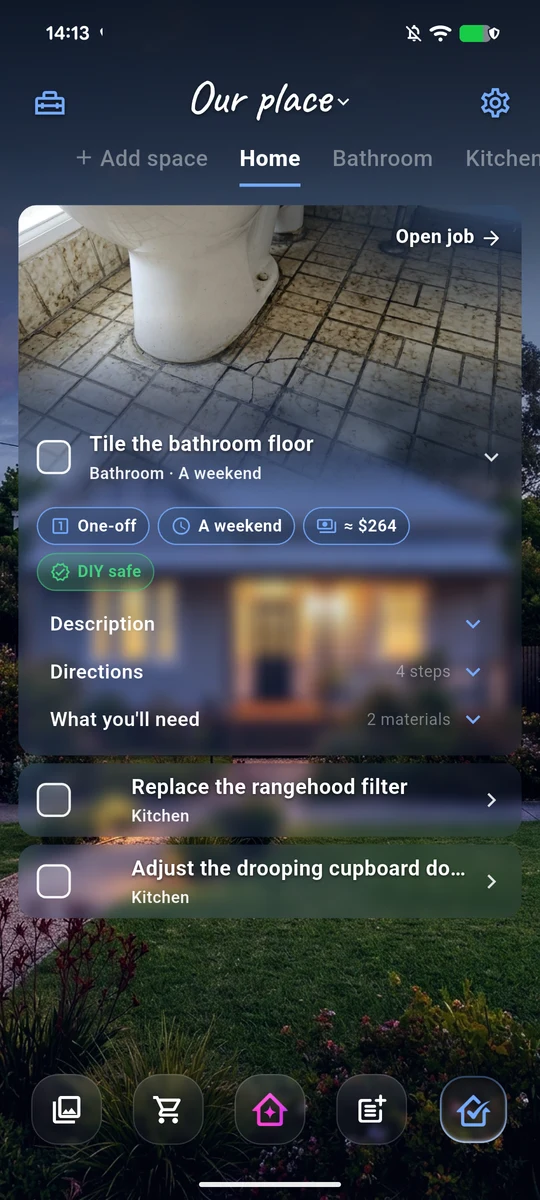 14:13
Our place
+ Add space Home Bathroom Kitchen
Open job →
Tile the bathroom floor
Bathroom · A weekend
One-off A weekend ≈ $264
DIY safe
Description
Directions 4 steps
What you'll need 2 materials
Replace the rangehood filter
Kitchen
Adjust the drooping cupboard do…
Kitchen